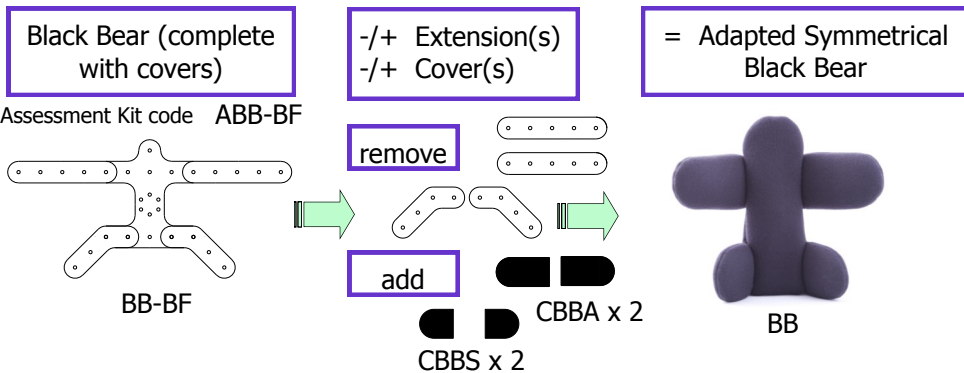 Black Bear (complete
with covers)
-/+ Extension(s)
-/+ Cover(s)
= Adapted Symmetrical
Black Bear
Assessment Kit code ABB-BF
remove
add
BB-BF
CBBA x 2
CBBS x 2
BB